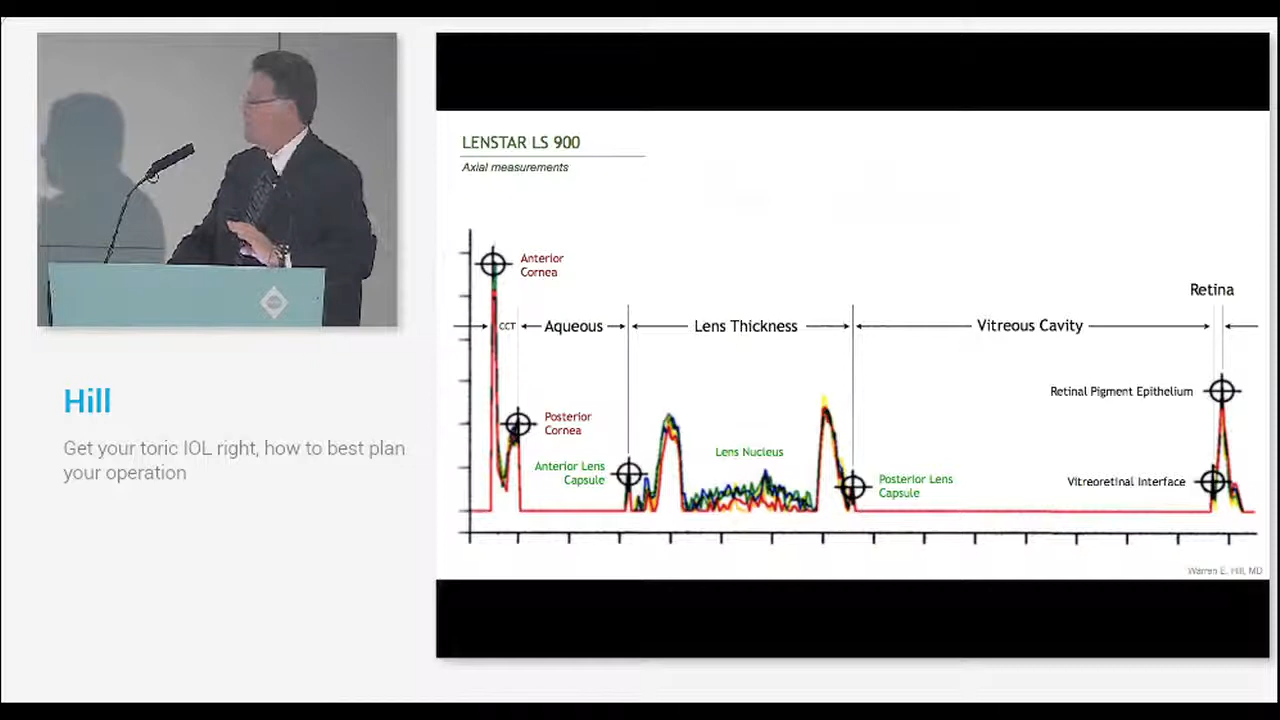 Hill
Get your toric IOL right, how to best plan
your operation
LENSTAR LS 900
Axial measurements
Anterior
Cornea
Retina
CCT
Aqueous
Lens Thickness
Vitreous Cavity
Retinal Pigment Epithelium
Posterior
Cornea
Lens Nucleus
Anterior Lens
Capsule
Posterior Lens
Capsule
Vitreoretinal Interface
Warren E. Hill, MD